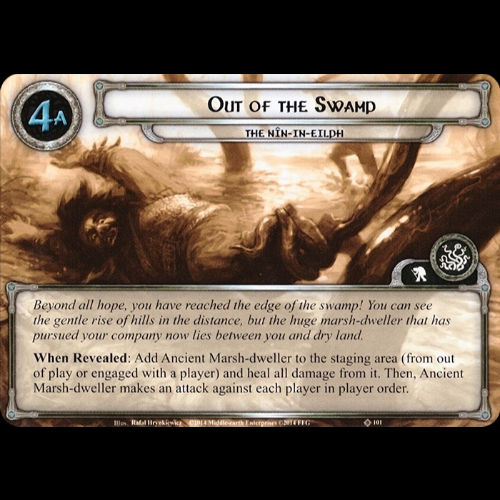 4A
OUT OF THE SWAMP
THE NÎN-IN-EILPH
Beyond all hope, you have reached the edge of the swamp! You can see
the gentle rise of hills in the distance, but the huge marsh-dweller that has
pursued your company now lies between you and dry land.
When Revealed: Add Ancient Marsh-dweller to the staging area (from out
of play or engaged with a player) and heal all damage from it. Then, Ancient
Marsh-dweller makes an attack against each player in player order.
Illus. Rafał Hrynkiewicz ©2014 Middle-earth Enterprises ©2014 FFG 101